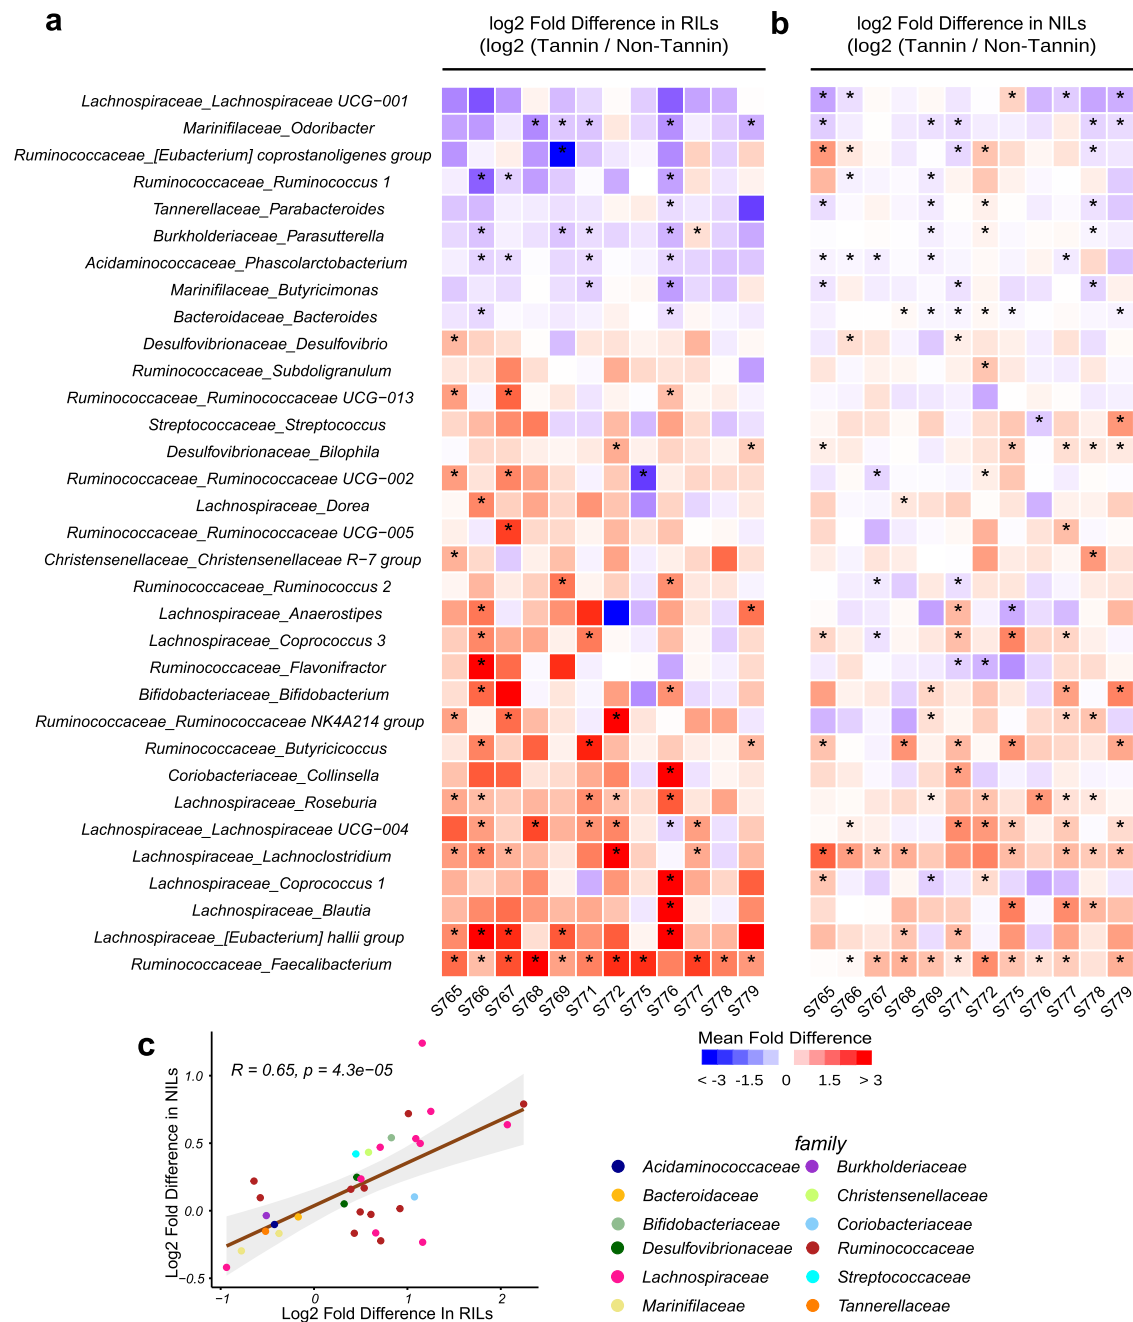 a
log2 Fold Difference in RILs
(log2 (Tannin / Non-Tannin)
b
log2 Fold Difference in NILs
(log2 (Tannin / Non-Tannin)
Lachnospiraceae_Lachnospiraceae UCG−001
Marinifilaceae_Odoribacter
Ruminococcaceae_[Eubacterium] coprostanoligenes group
Ruminococcaceae_Ruminococcus 1
Tannerellaceae_Parabacteroides
Burkholderiaceae_Parasutterella
Acidaminococcaceae_Phascolarctobacterium
Marinifilaceae_Butyricimonas
Bacteroidaceae_Bacteroides
Desulfovibrionaceae_Desulfovibrio
Ruminococcaceae_Subdoligranulum
Ruminococcaceae_Ruminococcaceae UCG−013
Streptococcaceae_Streptococcus
Desulfovibrionaceae_Bilophila
Ruminococcaceae_Ruminococcaceae UCG−002
Lachnospiraceae_Dorea
Ruminococcaceae_Ruminococcaceae UCG−005
Christensenellaceae_Christensenellaceae R−7 group
Ruminococcaceae_Ruminococcus 2
Lachnospiraceae_Anaerostipes
Lachnospiraceae_Coprococcus 3
Ruminococcaceae_Flavonifractor
Bifidobacteriaceae_Bifidobacterium
Ruminococcaceae_Ruminococcaceae NK4A214 group
Ruminococcaceae_Butyricicoccus
Coriobacteriaceae_Collinsella
Lachnospiraceae_Roseburia
Lachnospiraceae_Lachnospiraceae UCG−004
Lachnospiraceae_Lachnoclostridium
Lachnospiraceae_Coprococcus 1
Lachnospiraceae_Blautia
Lachnospiraceae_[Eubacterium] hallii group
Ruminococcaceae_Faecalibacterium
S765 S766 S767 S768 S769 S771 S772 S775 S776 S777 S778 S779
S765 S766 S767 S768 S769 S771 S772 S775 S776 S777 S778 S779
Mean Fold Difference
< -3 -1.5 0 1.5 > 3
c
R = 0.65, p = 4.3e−05
Log2 Fold Difference in NILs
1.0
0.5
0.0
−0.5
−1 0 1 2
Log2 Fold Difference In RILs
family
Acidaminococcaceae
Bacteroidaceae
Bifidobacteriaceae
Desulfovibrionaceae
Lachnospiraceae
Marinifilaceae
Burkholderiaceae
Christensenellaceae
Coriobacteriaceae
Ruminococcaceae
Streptococcaceae
Tannerellaceae